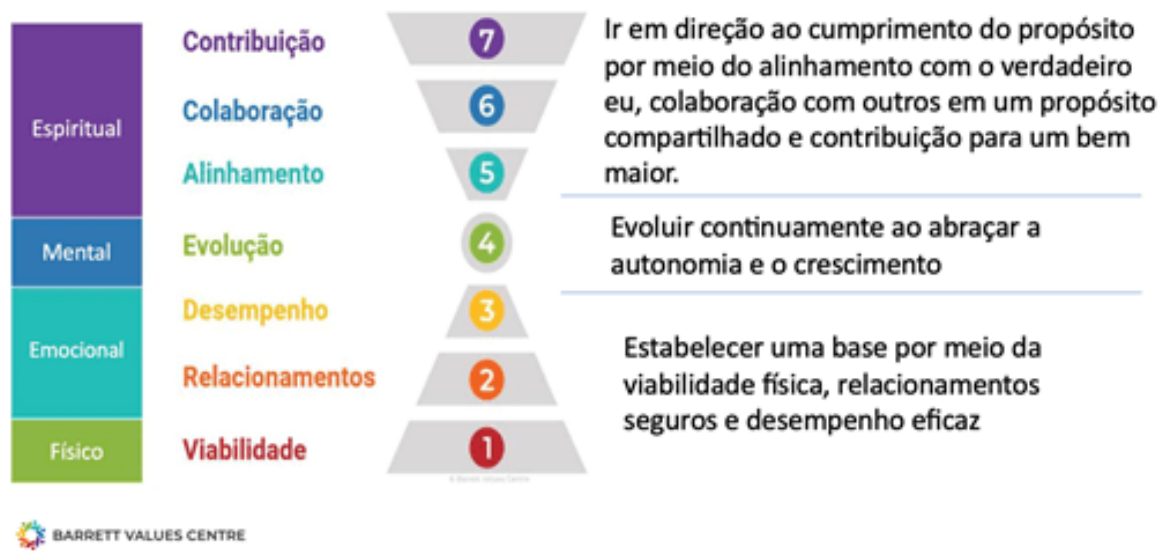 Espiritual
Mental
Emocional
Físico
Contribuição
Colaboração
Alinhamento
Evolução
Desempenho
Relacionamentos
Viabilidade
7
6
5
4
3
2
1
© Barrett Values Centre
Ir em direção ao cumprimento do propósito
por meio do alinhamento com o verdadeiro
eu, colaboração com outros em um propósito
compartilhado e contribuição para um bem
maior.
Evoluir continuamente ao abraçar a
autonomia e o crescimento
Estabelecer uma base por meio da
viabilidade física, relacionamentos
seguros e desempenho eficaz
BARRETT VALUES CENTRE